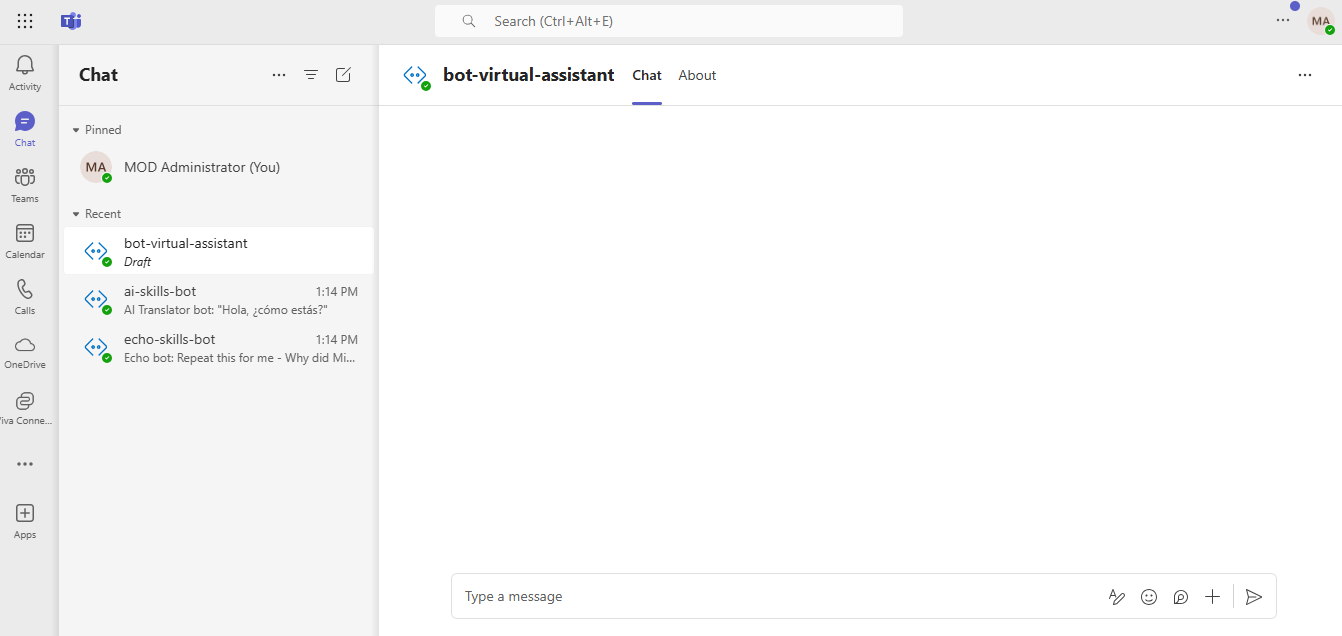 Search (Ctrl+Alt+E)
MA
Activity
Chat
Teams
Calendar
Calls
OneDrive
Viva Conne...
Apps
Chat
Pinned
MA
MOD Administrator (You)
Recent
bot-virtual-assistant
Draft
ai-skills-bot 1:14 PM
AI Translator bot: "Hola, ¿cómo estás?"
echo-skills-bot 1:14 PM
Echo bot: Repeat this for me - Why did Mi...
bot-virtual-assistant Chat About
Type a message